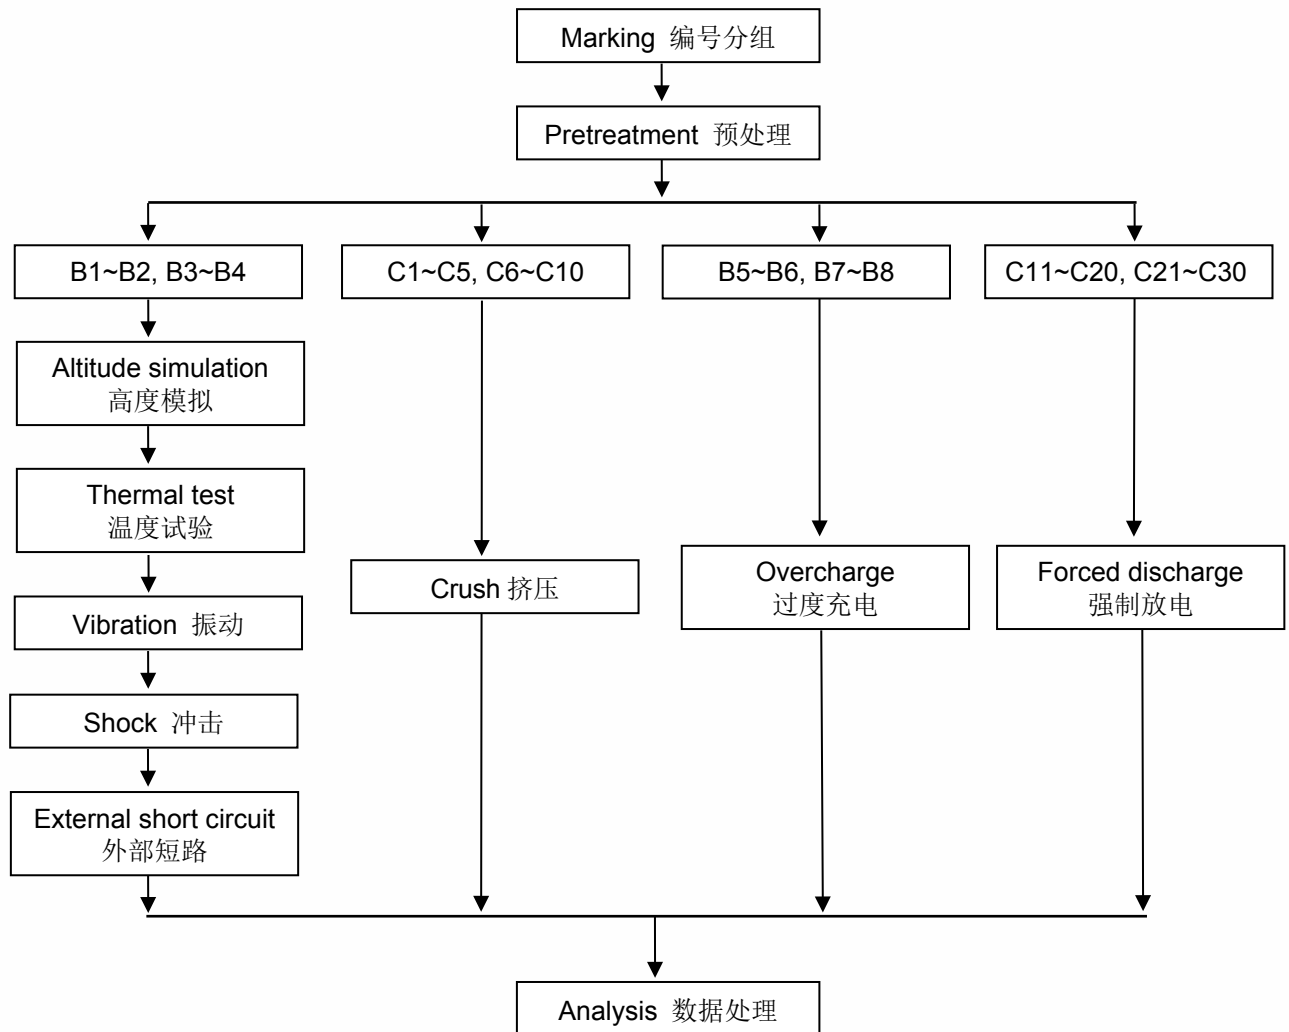 Marking 编号分组
Pretreatment 预处理
B1~B2, B3~B4
C1~C5, C6~C10
B5~B6, B7~B8
C11~C20, C21~C30
Altitude simulation
高度模拟
Thermal test
温度试验
Vibration 振动
Shock 冲击
External short circuit
外部短路
Crush 挤压
Overcharge
过度充电
Forced discharge
强制放电
Analysis 数据处理